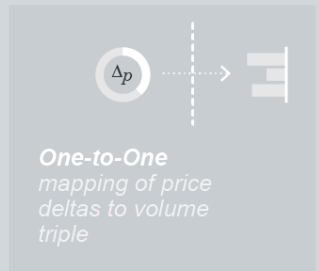 Δp
One-to-One
mapping of price
deltas to volume
triple